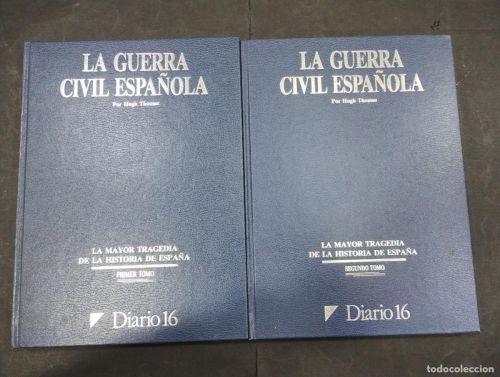 LA GUERRA
CIVIL ESPAÑOLA
Por Hugh Thomas
LA MAYOR TRAGEDIA
DE LA HISTORIA DE ESPAÑA
PRIMER TOMO
Diario 16
LA GUERRA
CIVIL ESPAÑOLA
Por Hugh Thomas
LA MAYOR TRAGEDIA
DE LA HISTORIA DE ESPAÑA
SEGUNDO TOMO
Diario 16
todocoleccion